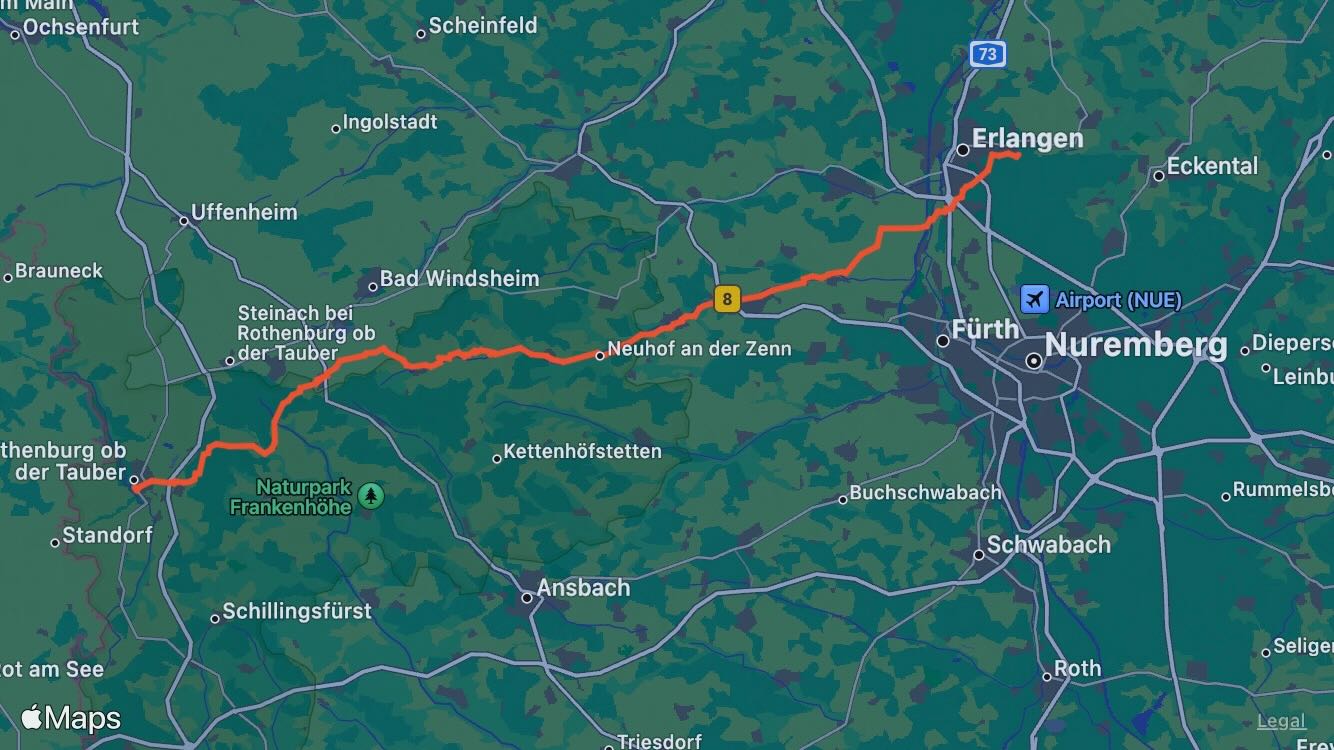 m Main
Ochsenfurt
Scheinfeld
73
Ingolstadt
Erlangen
Eckental
Uffenheim
Brauneck
Bad Windsheim
Steinach bei
Rothenburg ob
der Tauber
8
Airport (NUE)
Fürth
Nuremberg
Neuhof an der Zenn
Diepers
Leinbu
thenburg ob
der Tauber
Kettenhöfstetten
Naturpark
Frankenhöhe
Buchschwabach
Rummelsb
Standorf
Schwabach
Ansbach
Schillingsfürst
Selige
ot am See
Roth
Maps
Legal
Triesdorf